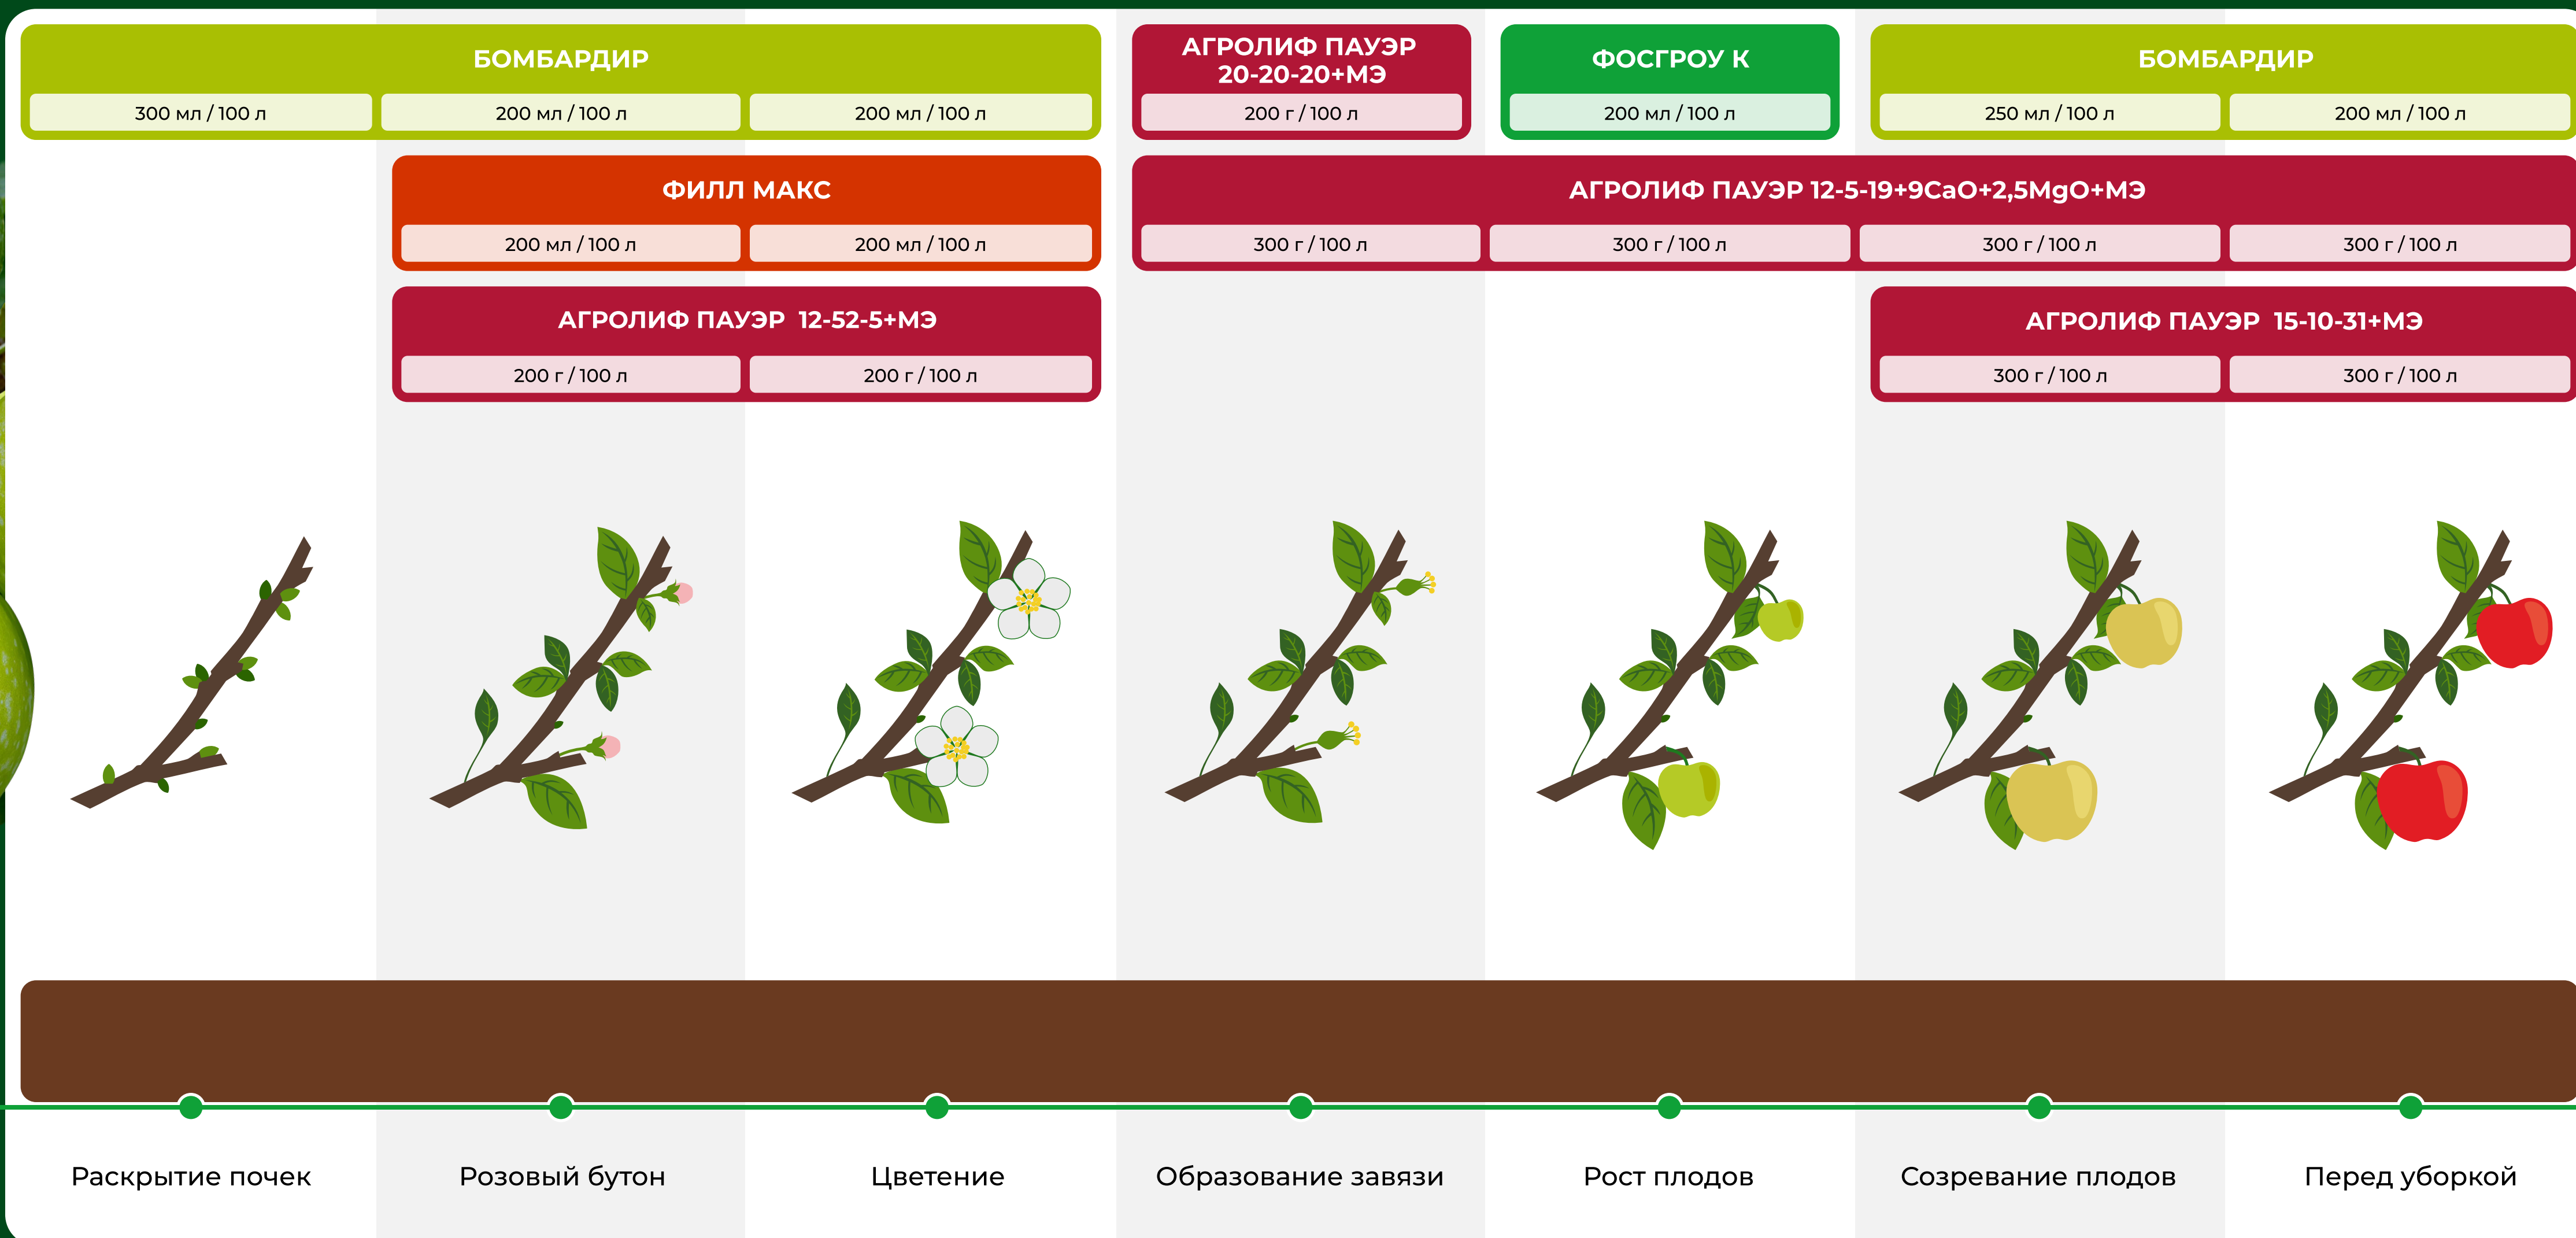 БОМБАРДИР
300 мл / 100 л
200 мл / 100 л
200 мл / 100 л
АГРОЛИФ ПАУЭР
20-20-20+МЭ
200 г / 100 л
ФОСГРОУ К
200 мл / 100 л
БОМБАРДИР
250 мл / 100 л
200 мл / 100 л
ФИЛЛ МАКС
200 мл / 100 л
200 мл / 100 л
АГРОЛИФ ПАУЭР 12-5-19+9CaO+2,5MgO+МЭ
300 г / 100 л
300 г / 100 л
300 г / 100 л
300 г / 100 л
АГРОЛИФ ПАУЭР 12-52-5+МЭ
200 г / 100 л
200 г / 100 л
АГРОЛИФ ПАУЭР 15-10-31+МЭ
300 г / 100 л
300 г / 100 л
Раскрытие почек
Розовый бутон
Цветение
Образование завязи
Рост плодов
Созревание плодов
Перед уборкой